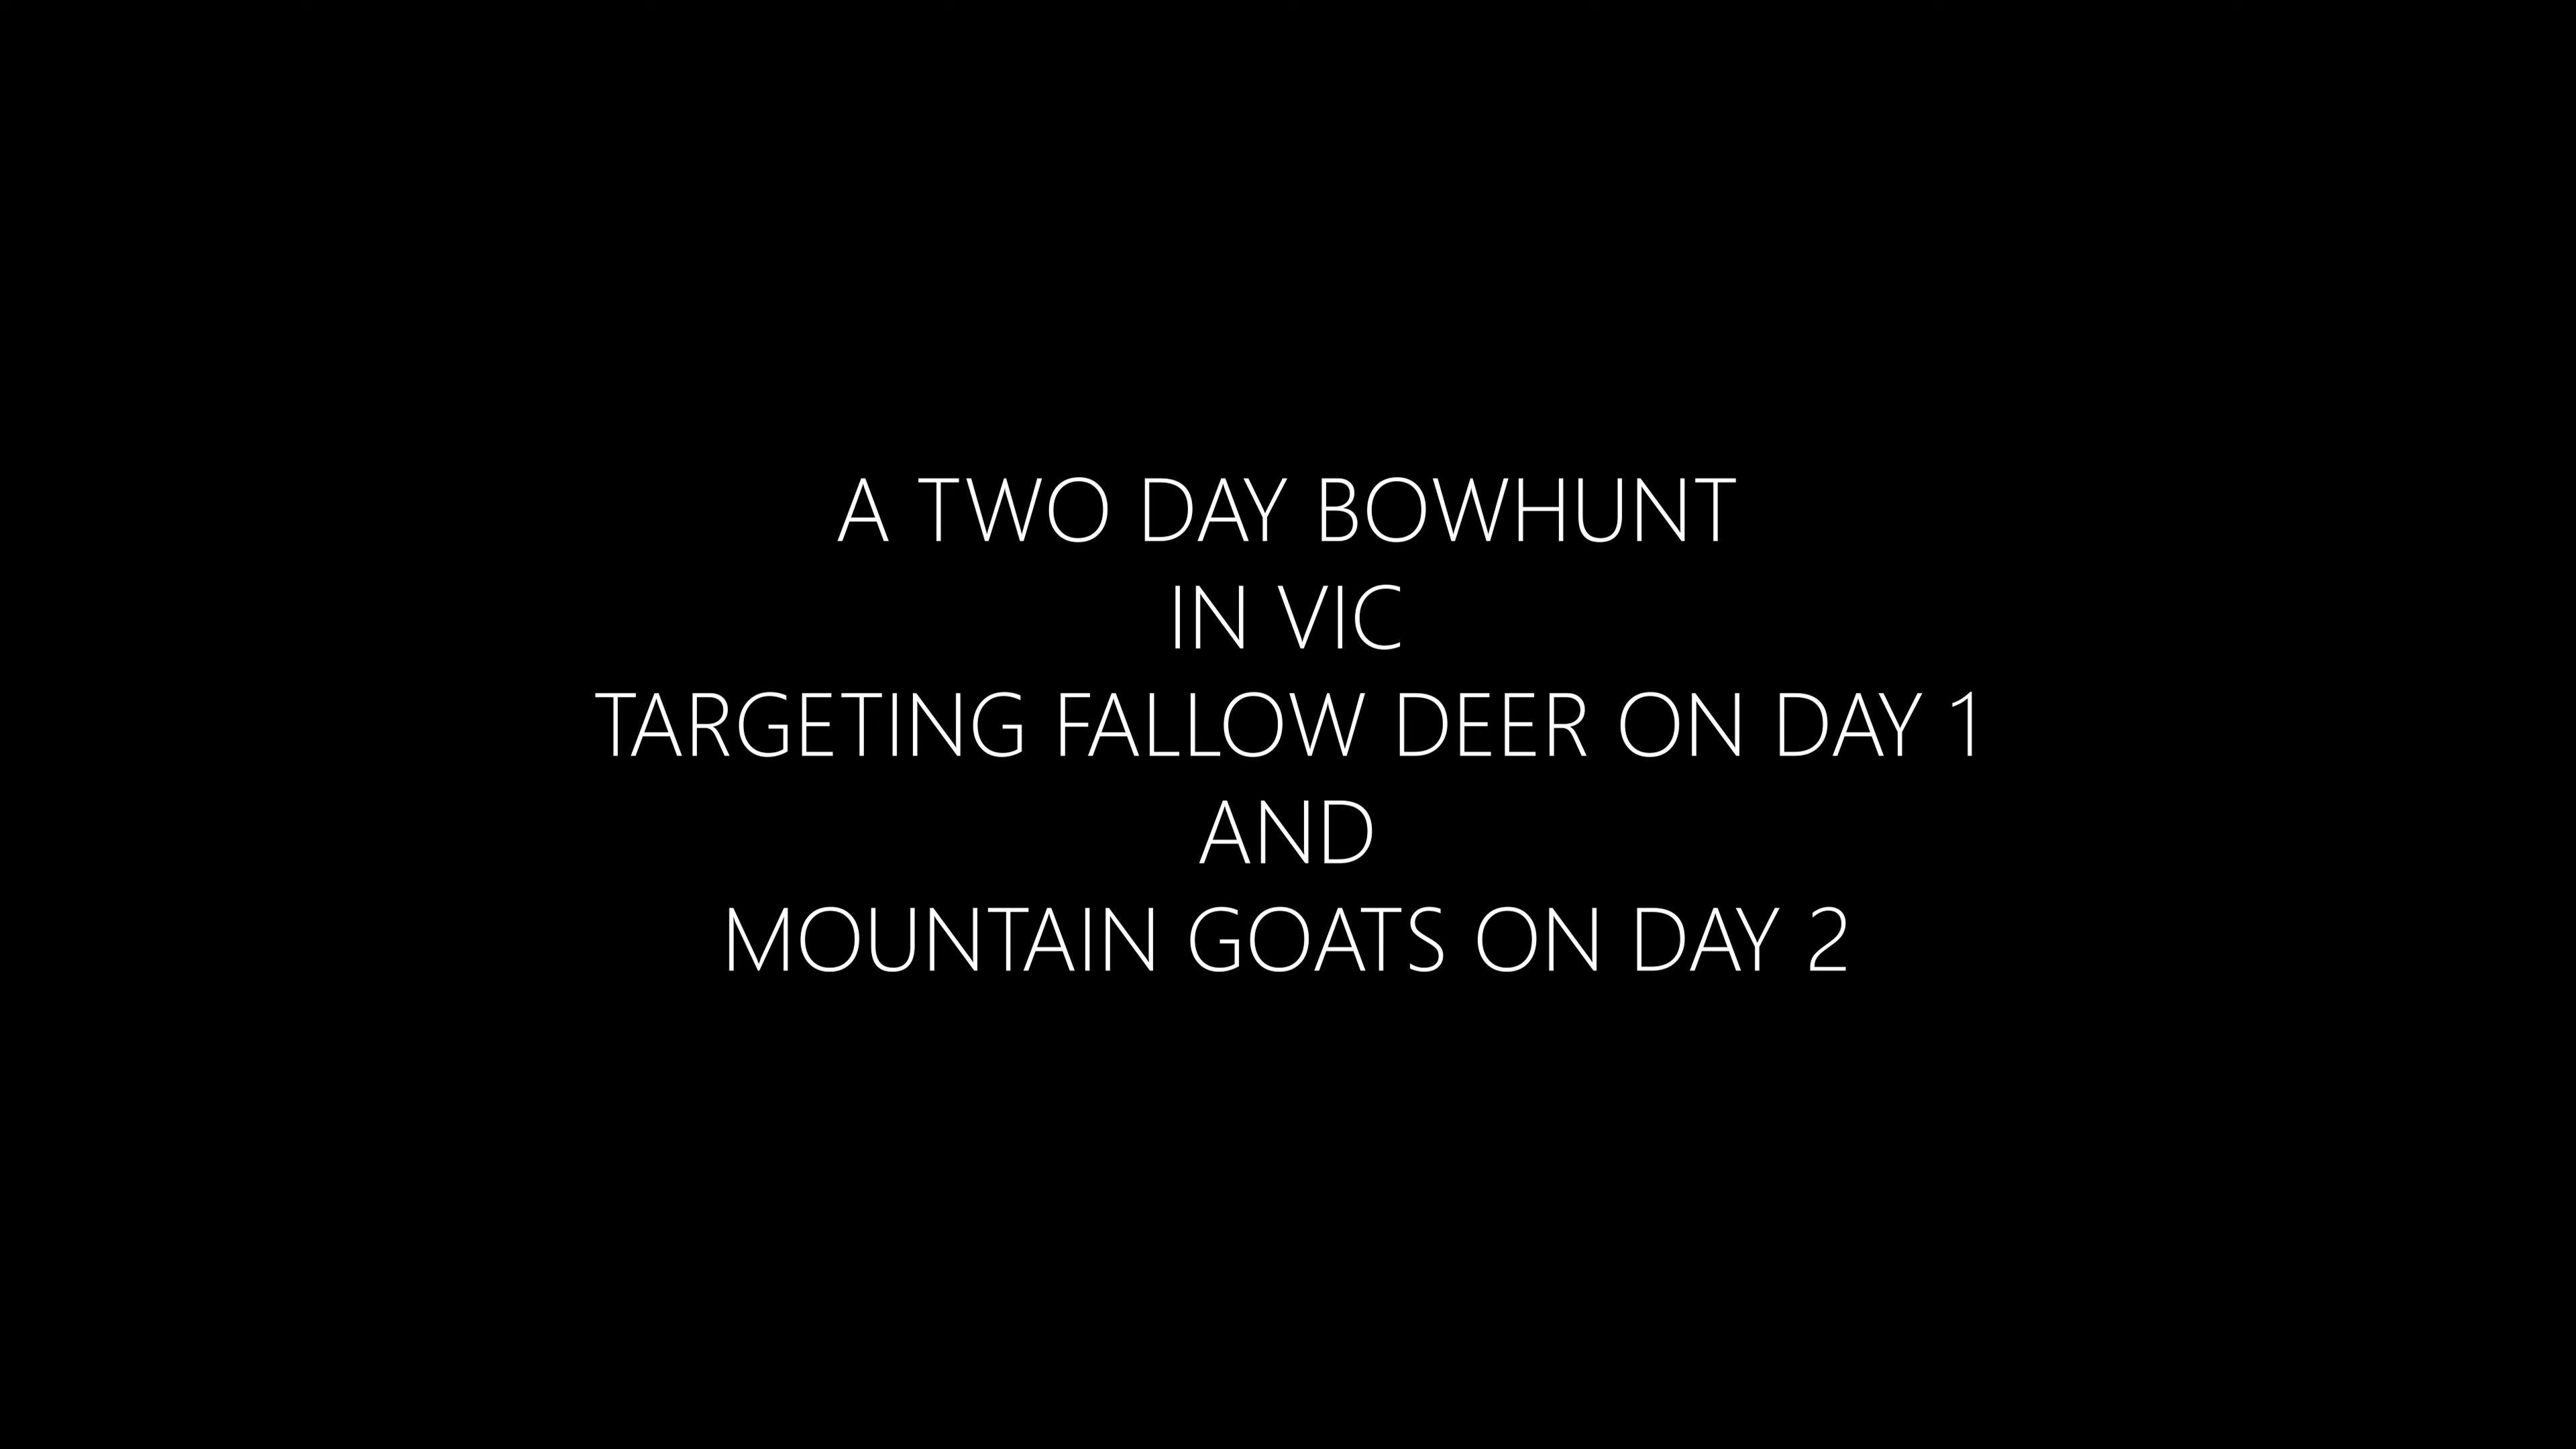 A TWO DAY BOWHUNT
IN VIC
TARGETING FALLOW DEER ON DAY 1
AND
MOUNTAIN GOATS ON DAY 2